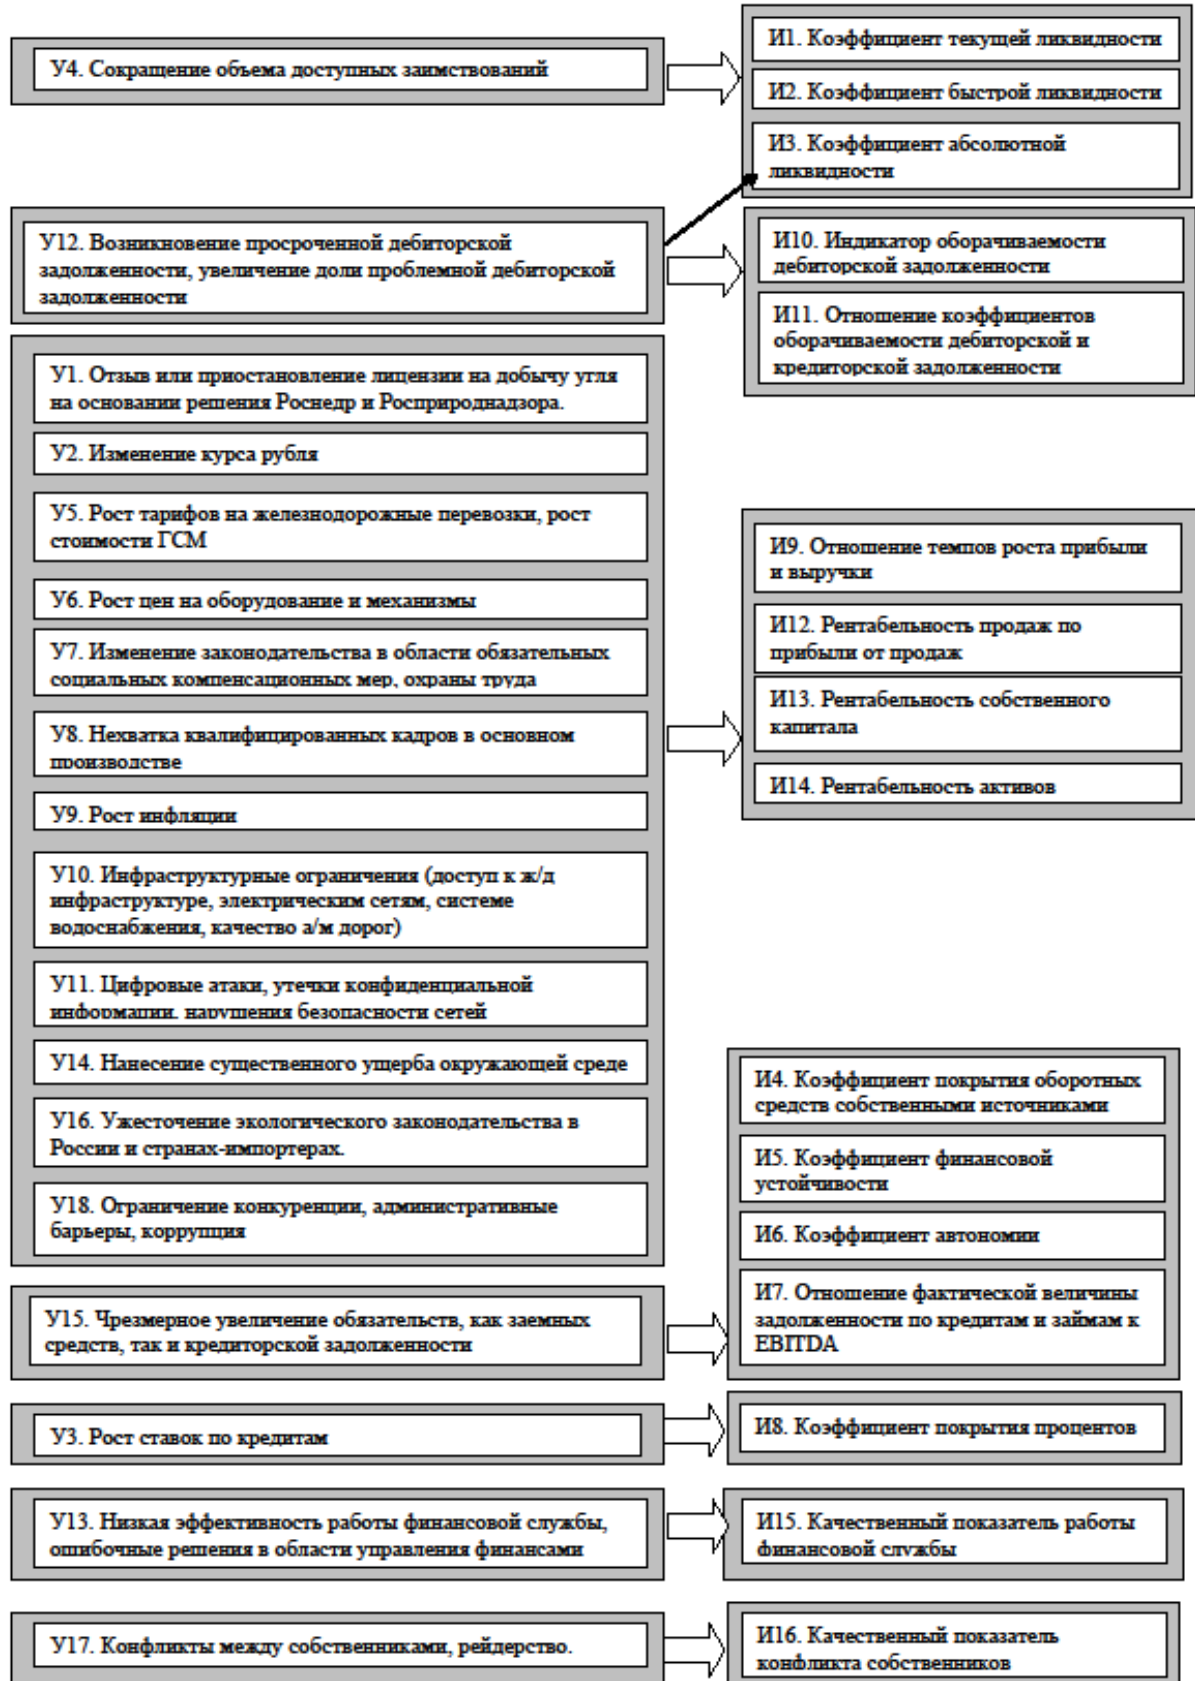 У4. Сокращение объема доступных заимствований
И1. Коэффициент текущей ликвидности
И2. Коэффициент быстрой ликвидности
И3. Коэффициент абсолютной
ликвидности
У12. Возникновение просроченной дебиторской
задолженности, увеличение доли проблемной дебиторской
задолженности
И10. Индикатор оборачиваемости
дебиторской задолженности
И11. Отношение коэффициентов
оборачиваемости дебиторской и
кредиторской задолженности
У1. Отзыв или приостановление лицензии на добычу угля
на основании решения Роснедр и Росприроднадзора.
У2. Изменение курса рубля
У5. Рост тарифов на железнодорожные перевозки, рост
стоимости ГСМ
У6. Рост цен на оборудование и механизмы
У7. Изменение законодательства в области обязательных
социальных компенсационных мер, охраны труда
У8. Нехватка квалифицированных кадров в основном
производстве
У9. Рост инфляции
У10. Инфраструктурные ограничения (доступ к ж/д
инфраструктуре, электрическим сетям, системе
водоснабжения, качество а/м дорог)
У11. Цифровые атаки, утечки конфиденциальной
информации, нарушения безопасности сетей
У14. Нанесение существенного ущерба окружающей среде
У16. Ужесточение экологического законодательства в
России и странах-импортерах.
У18. Ограничение конкуренции, административные
барьеры, коррупция
И9. Отношение темпов роста прибыли
и выручки
И12. Рентабельность продаж по
прибыли от продаж
И13. Рентабельность собственного
капитала
И14. Рентабельность активов
У15. Чрезмерное увеличение обязательств, как заемных
средств, так и кредиторской задолженности
И4. Коэффициент покрытия оборотных
средств собственными источниками
И5. Коэффициент финансовой
устойчивости
И6. Коэффициент автономии
И7. Отношение фактической величины
задолженности по кредитам и займам к
EBITDA
У3. Рост ставок по кредитам
И8. Коэффициент покрытия процентов
У13. Низкая эффективность работы финансовой службы,
ошибочные решения в области управления финансами
И15. Качественный показатель работы
финансовой службы
У17. Конфликты между собственниками, рейдерство.
И16. Качественный показатель
конфликта собственников